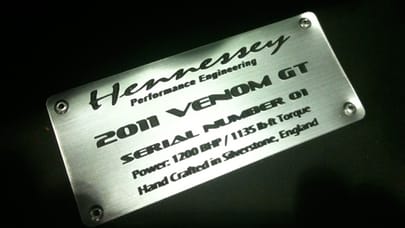 Hennessey
Performance Engineering
2011 VENOM GT
SERIAL NUMBER 01
Power: 1200 BHP / 1135 lb-ft Torque
Hand Crafted in Silverstone, England